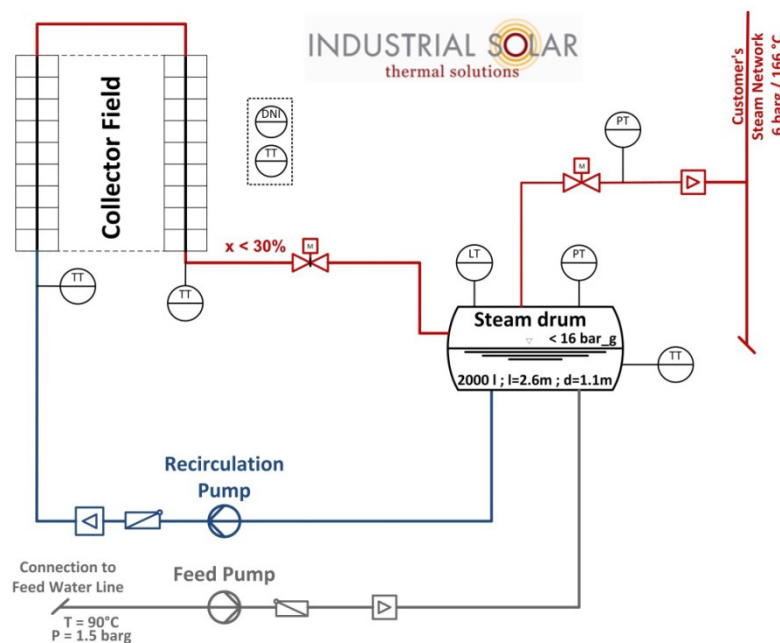 INDUSTRIAL SOLAR
thermal solutions
Customer's
Steam Network
6 barg / 166 °C
Collector Field
DNI
TT
PT
M
x < 30%
M
TT
TT
LT
PT
Steam drum
< 16 bar_g
TT
2000 l ; l=2.6m ; d=1.1m
Recirculation
Pump
Connection to
Feed Water Line
Feed Pump
T = 90°C
P = 1.5 barg